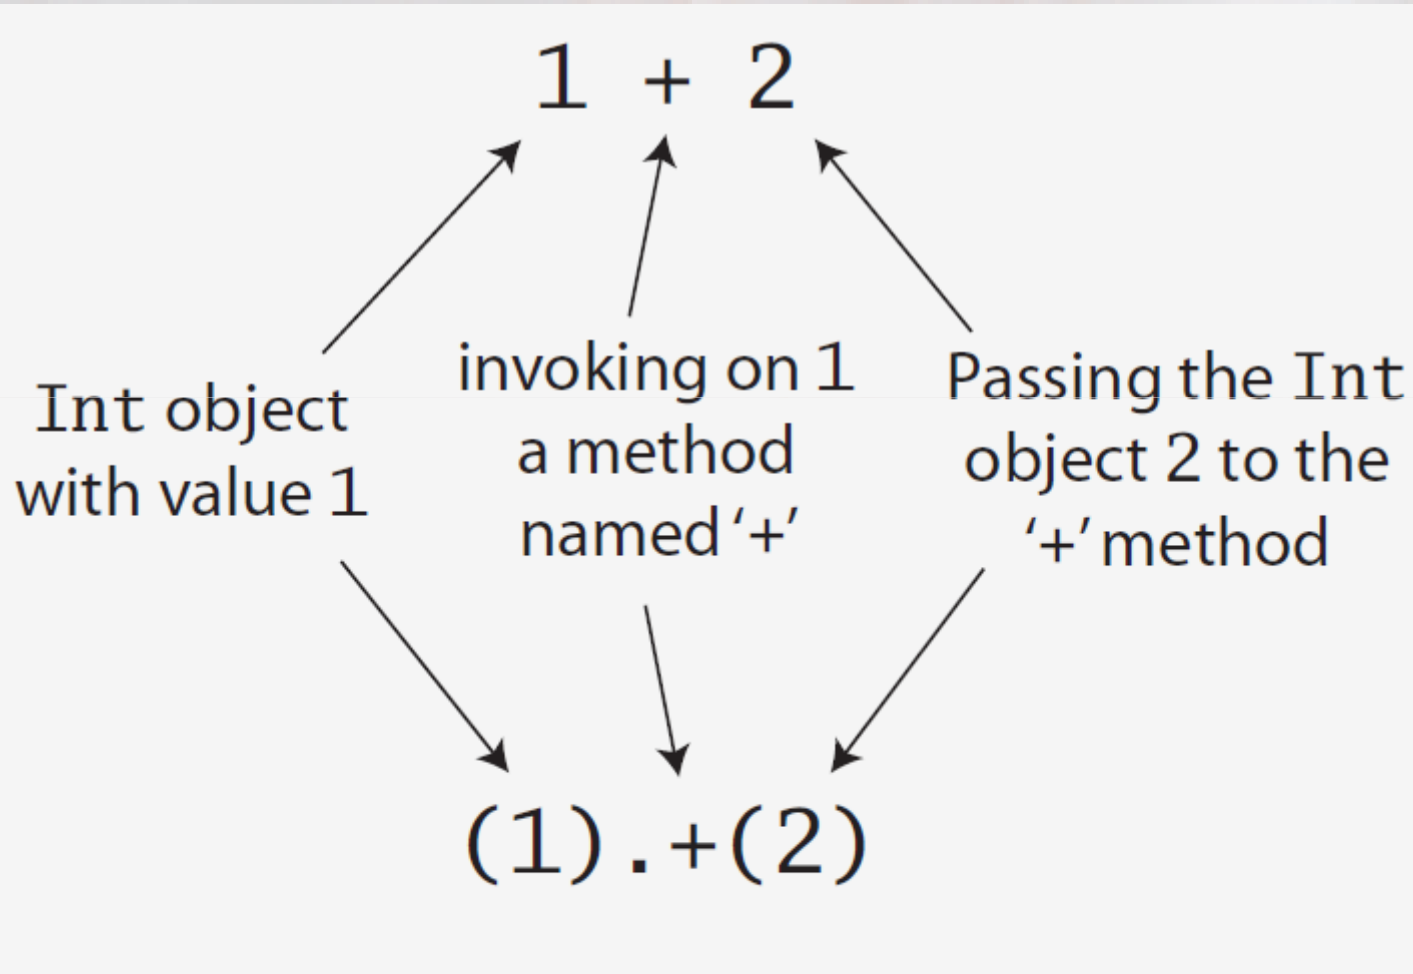 1 + 2
Int object
with value 1
invoking on 1
a method
named ‘+’
Passing the Int
object 2 to the
‘+’ method
(1).+(2)